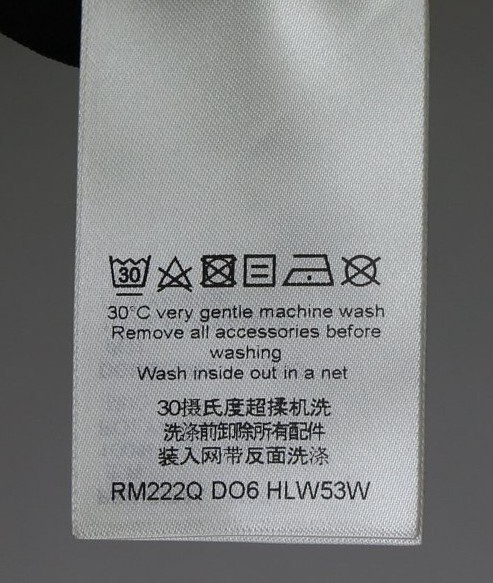 30
30°C very gentle machine wash
Remove all accessories before
washing
Wash inside out in a net
30摄氏度超揉机洗
洗涤前卸除所有配件
装入网带反面洗涤
RM222Q DO6 HLW53W